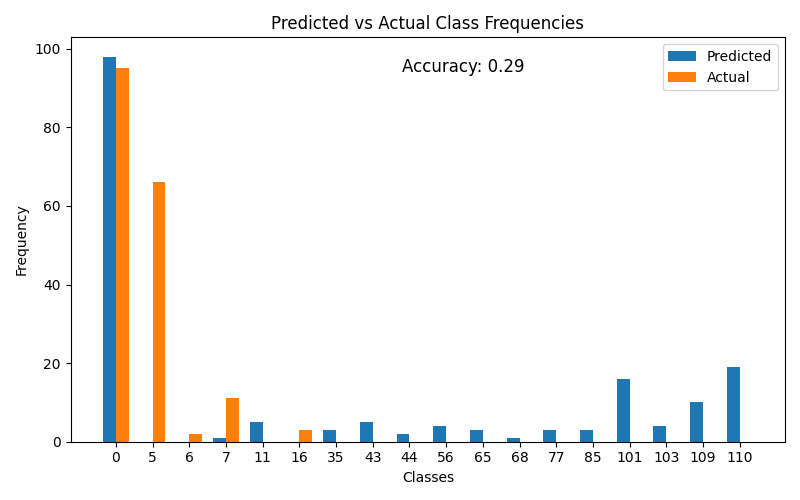 Predicted vs Actual Class Frequencies
Accuracy: 0.29
Predicted
Actual
Frequency
100
80
60
40
20
0
0 5 6 7 11 16 35 43 44 56 65 68 77 85 101 103 109 110
Classes